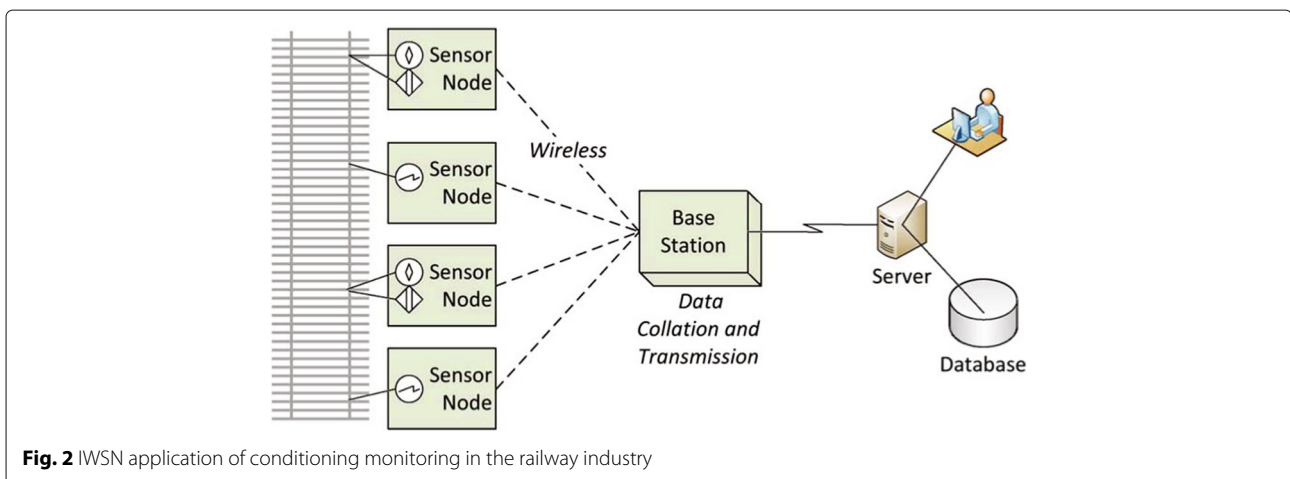 Sensor
Node
Wireless
Sensor
Node
Base
Station
Sensor
Node
Server
Data
Collation and
Transmission
Sensor
Node
Database
Fig. 2 IWSN application of conditioning monitoring in the railway industry